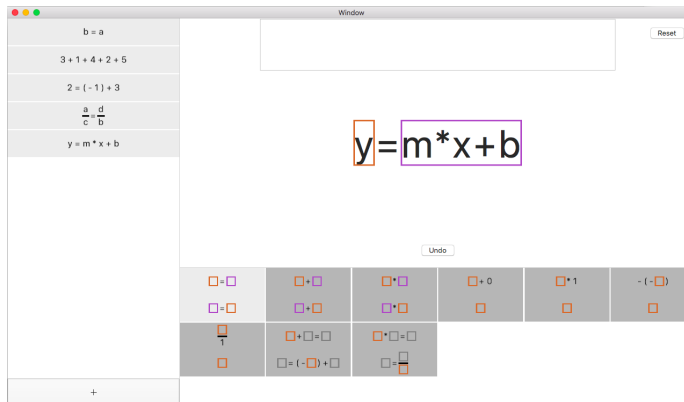 Window
b = a
3 + 1 + 4 + 2 + 5
2 = ( - 1 ) + 3
a/c = d/b
y = m * x + b
+
Reset
y=m*x+b
Undo
□=□
□=□
□+□
□+□
□*□
□*□
□+ 0
□
□* 1
□
- ( -□)
□
□/1
□
□+□=□
□= ( -□) +□
□*□=□
□=□/□